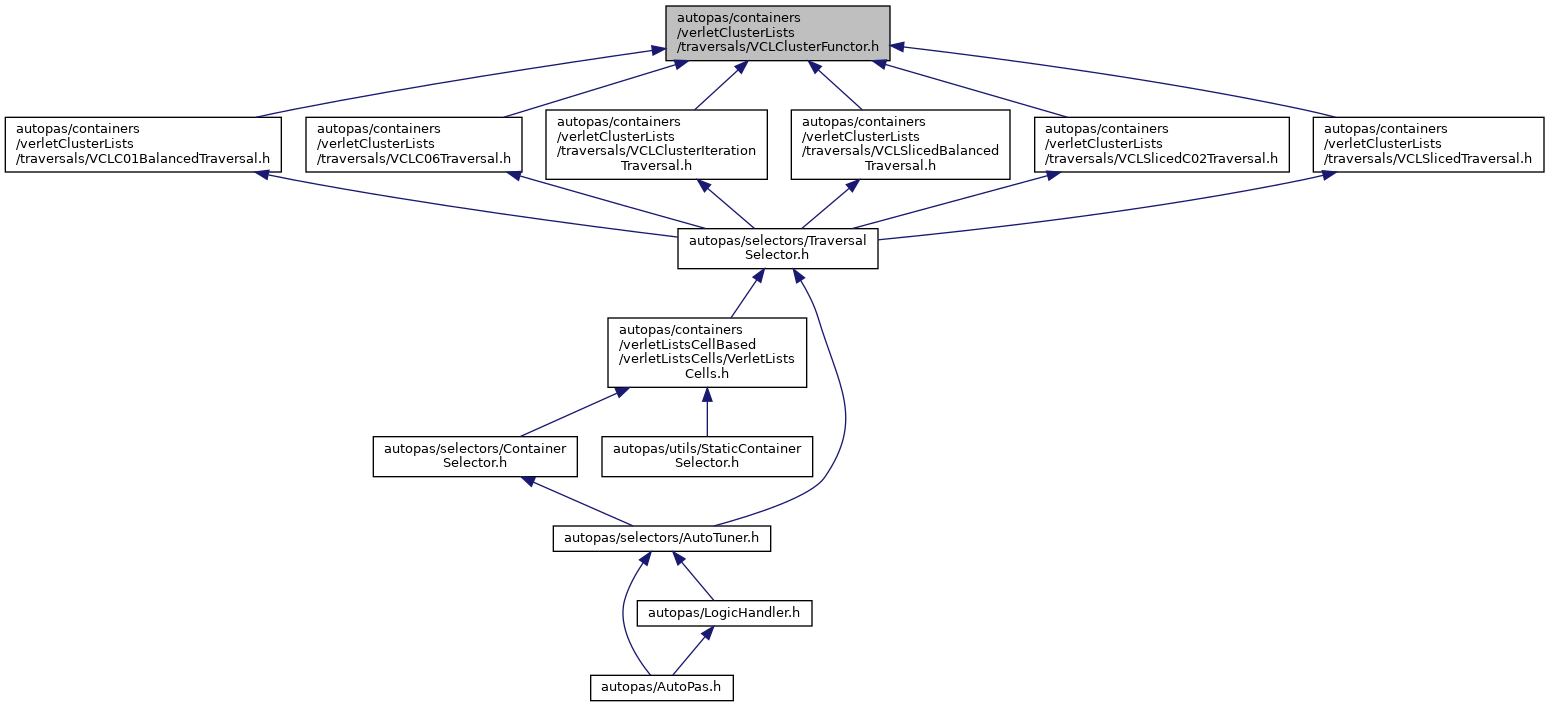 autopas/containers
/verletClusterLists
/traversals/VCLClusterFunctor.h
autopas/containers
/verletClusterLists
/traversals/VCLC01BalancedTraversal.h
autopas/containers
/verletClusterLists
/traversals/VCLC06Traversal.h
autopas/containers
/verletClusterLists
/traversals/VCLClusterIteration
Traversal.h
autopas/containers
/verletClusterLists
/traversals/VCLSlicedBalanced
Traversal.h
autopas/containers
/verletClusterLists
/traversals/VCLSlicedC02Traversal.h
autopas/containers
/verletClusterLists
/traversals/VCLSlicedTraversal.h
autopas/selectors/Traversal
Selector.h
autopas/containers
/verletListsCellBased
/verletListsCells/VerletLists
Cells.h
autopas/selectors/Container
Selector.h
autopas/utils/StaticContainer
Selector.h
autopas/selectors/AutoTuner.h
autopas/LogicHandler.h
autopas/AutoPas.h